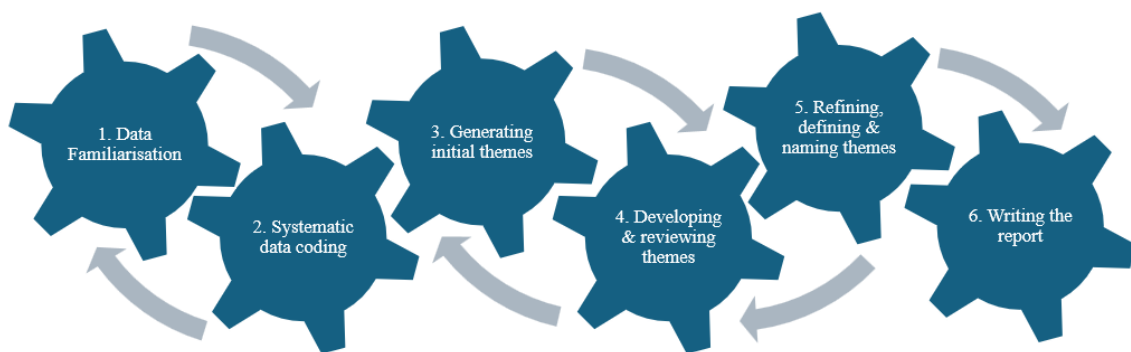 1. Data
Familiarisation
2. Systematic
data coding
3. Generating
initial themes
4. Developing
& reviewing
themes
5. Refining,
defining &
naming themes
6. Writing the
report